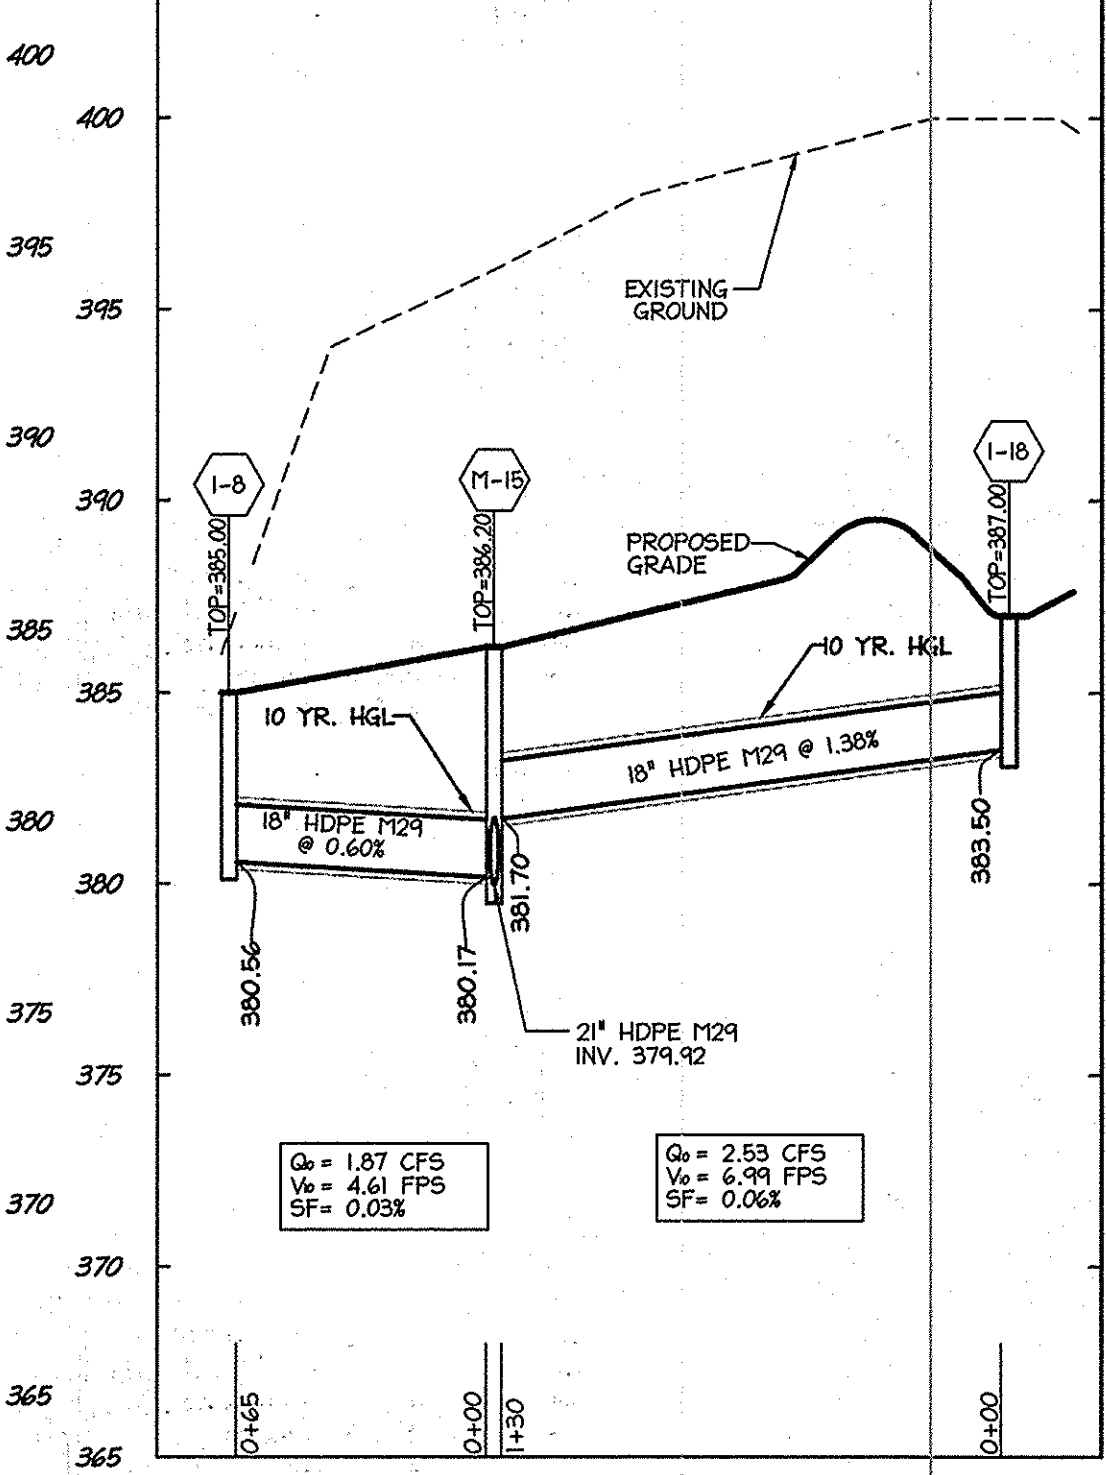 400
400
395
395
EXISTING
GROUND
390
390
I-8
M-15
I-18
TOP=385.00
TOP=386.20
TOP=387.00
PROPOSED
GRADE
385
385
10 YR. HGL
10 YR. HGL
18" HDPE M29 @ 1.38%
18" HDPE M29
@ 0.60%
380
380
380.56
380.17
381.70
383.50
21" HDPE M29
INV. 379.92
375
375
Q10 = 1.87 CFS
V10 = 4.61 FPS
SF= 0.03%
Q10 = 2.53 CFS
V10 = 6.99 FPS
SF= 0.06%
370
370
365
365
0+65
0+00
1+30
0+00